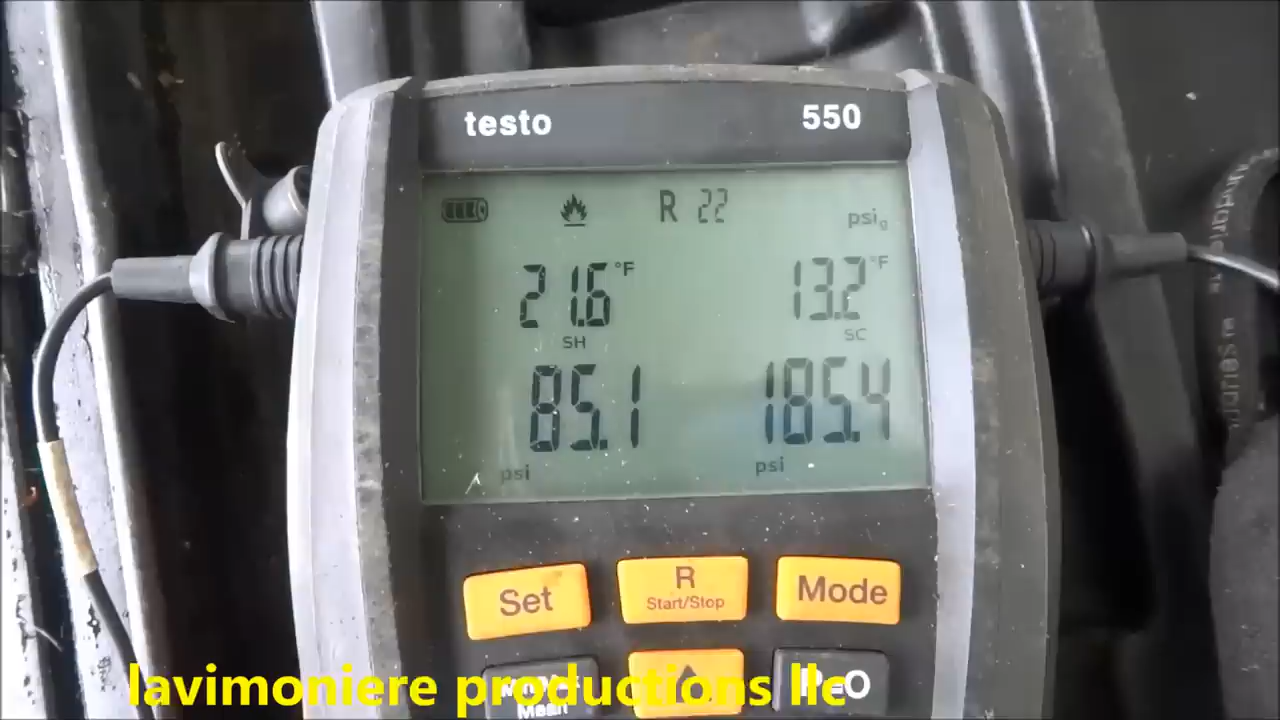 testo 550
R 22
psig
21.6 °F 13.2 °F
SH SC
85.1 185.4
psi psi
Set R Start/Stop Mode
P=O
lavimoniere productions llc